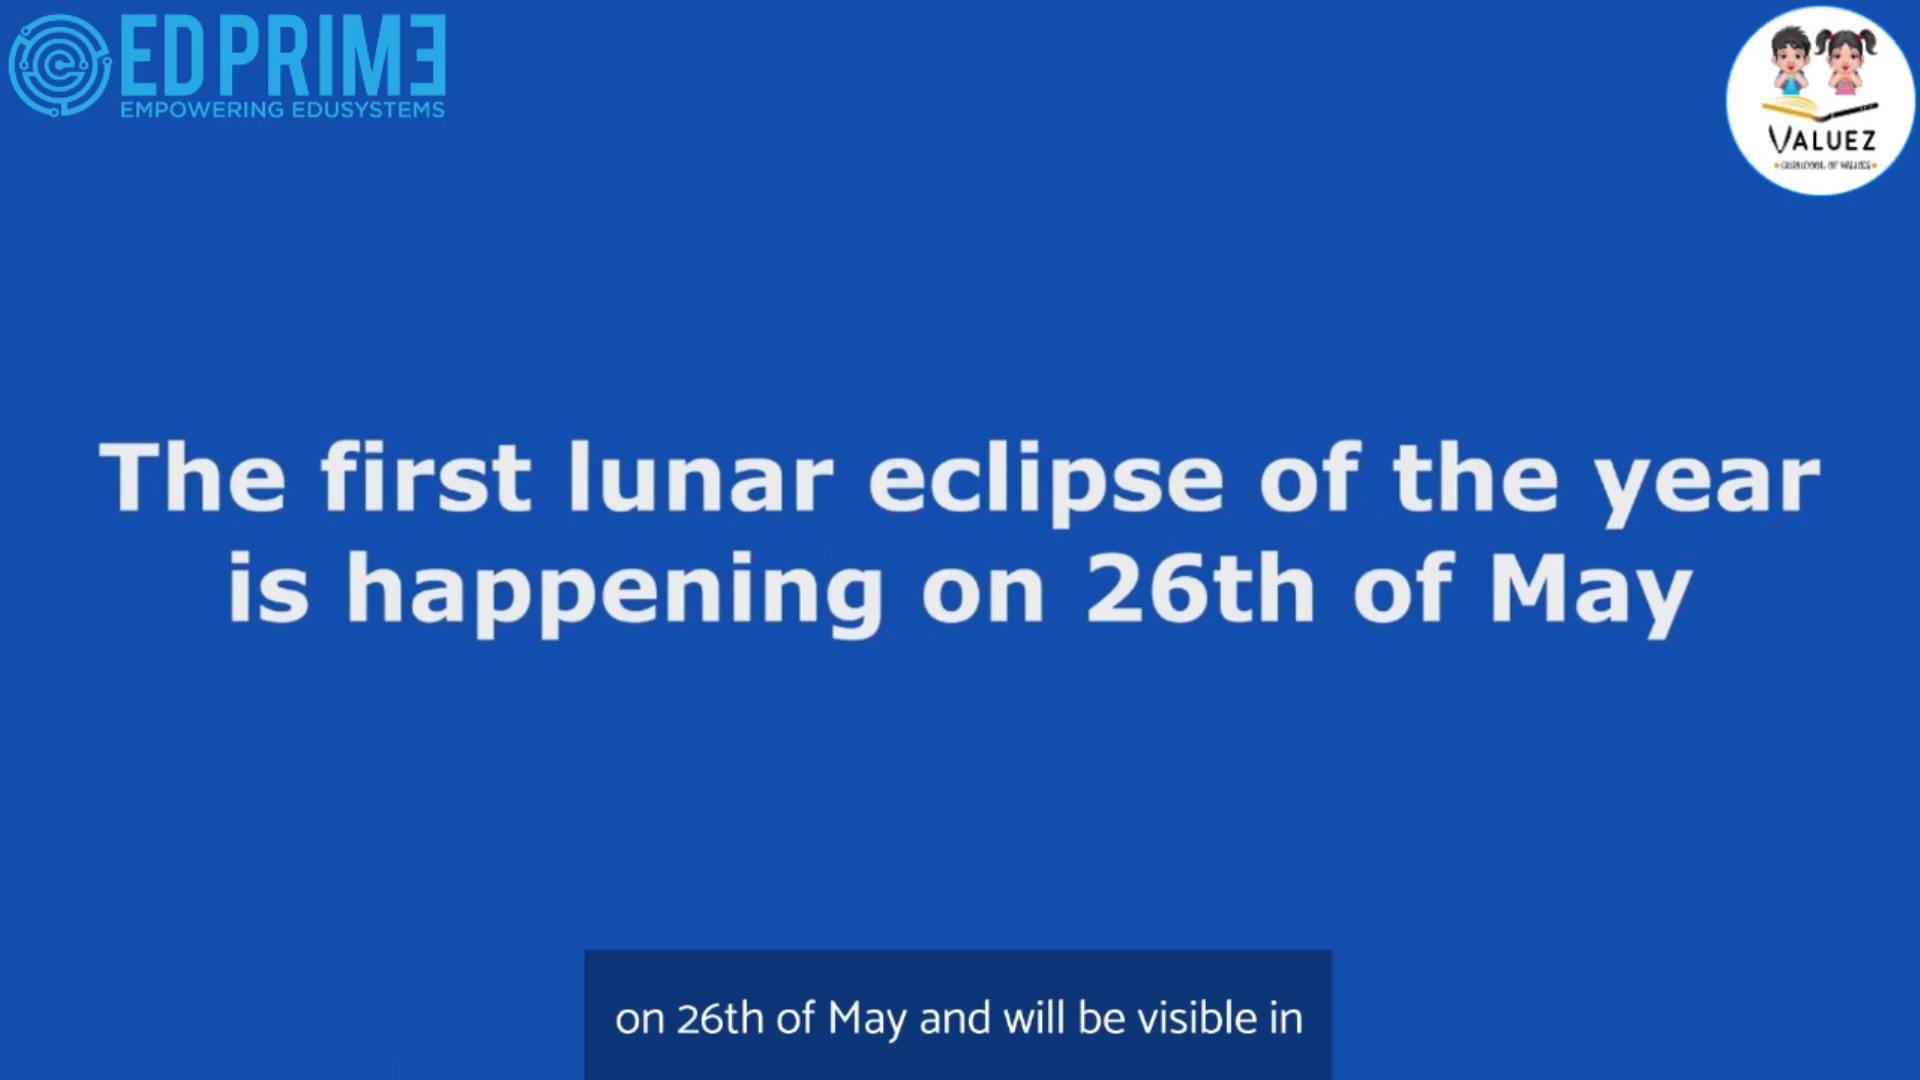 EDPRIME
EMPOWERING EDUSYSTEMS
VALUEZ
The first lunar eclipse of the year
is happening on 26th of May
on 26th of May and will be visible in